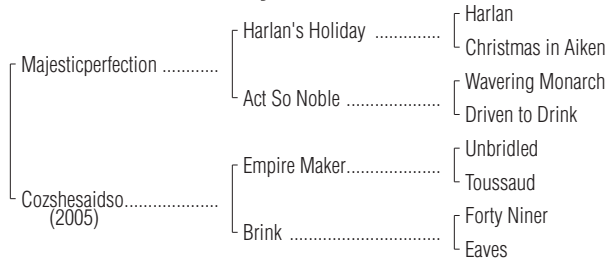 Harlan
Harlan's Holiday ..............
Christmas in Aiken
Majesticperfection ............
Wavering Monarch
Act So Noble ....................
Driven to Drink
Unbridled
Empire Maker....................
Toussaud
Cozshesaidso....................
(2005)
Forty Niner
Brink ................................
Eaves